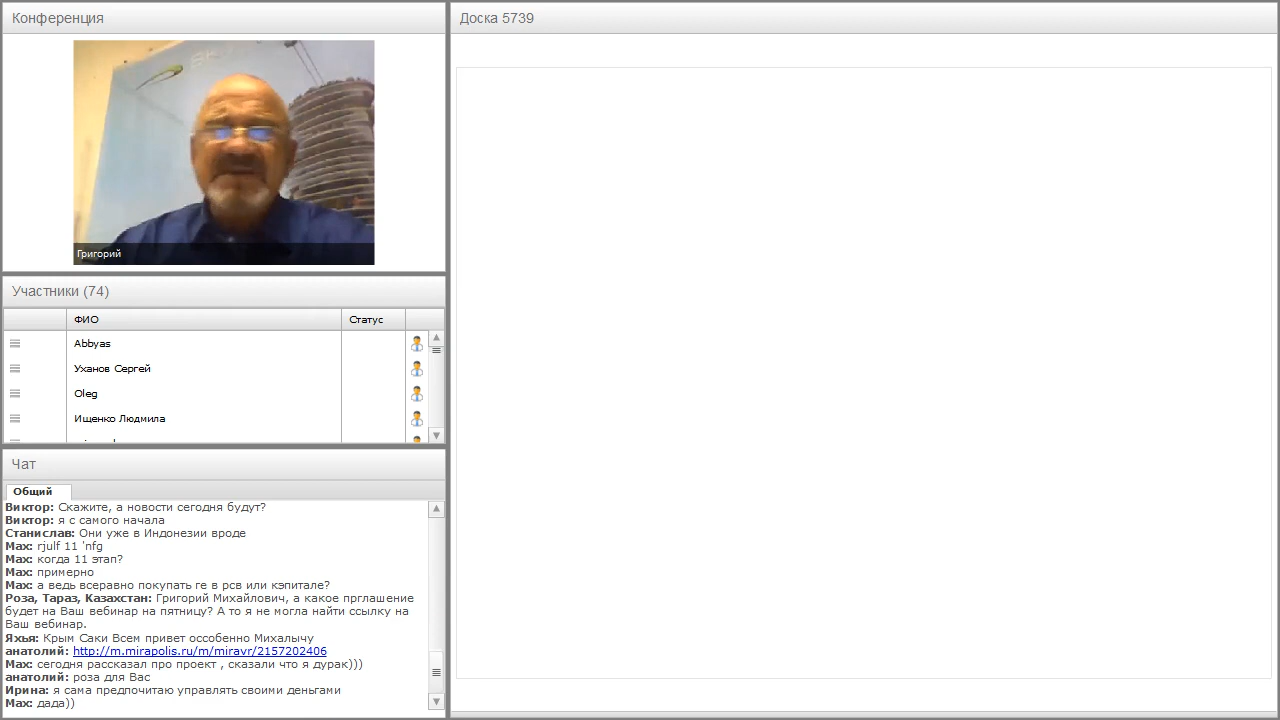 Конференция
Григорий
Участники (74)
ФИО Статус
Abbyas
Уханов Сергей
Oleg
Ищенко Людмила
Чат
Общий
Виктор: Скажите, а новости сегодня будут?
Виктор: я с самого начала
Станислав: Они уже в Индонезии вроде
Max: rjulf 11 'nfg
Max: когда 11 этап?
Max: примерно
Max: а ведь всеравно покупать ге в рсв или кэпитале?
Роза, Тараз, Казахстан: Григорий Михайлович, а какое прглашение
будет на Ваш вебинар на пятницу? А то я не могла найти ссылку на
Ваш вебинар.
Яхья: Крым Саки Всем привет оссобенно Михалычу
анатолий: http://m.mirapolis.ru/m/miravr/2157202406
Max: сегодня рассказал про проект , сказали что я дурак)))
анатолий: роза для Вас
Ирина: я сама предпочитаю управлять своими деньгами
Max: дада))
Доска 5739